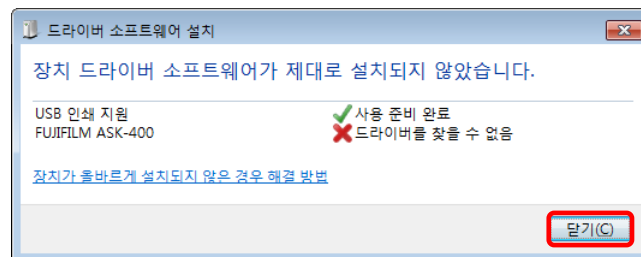 드라이버 소프트웨어 설치
장치 드라이버 소프트웨어가 제대로 설치되지 않았습니다.
USB 인쇄 지원 사용 준비 완료
FUJIFILM ASK-400 드라이버를 찾을 수 없음
장치가 올바르게 설치되지 않은 경우 해결 방법
닫기(C)